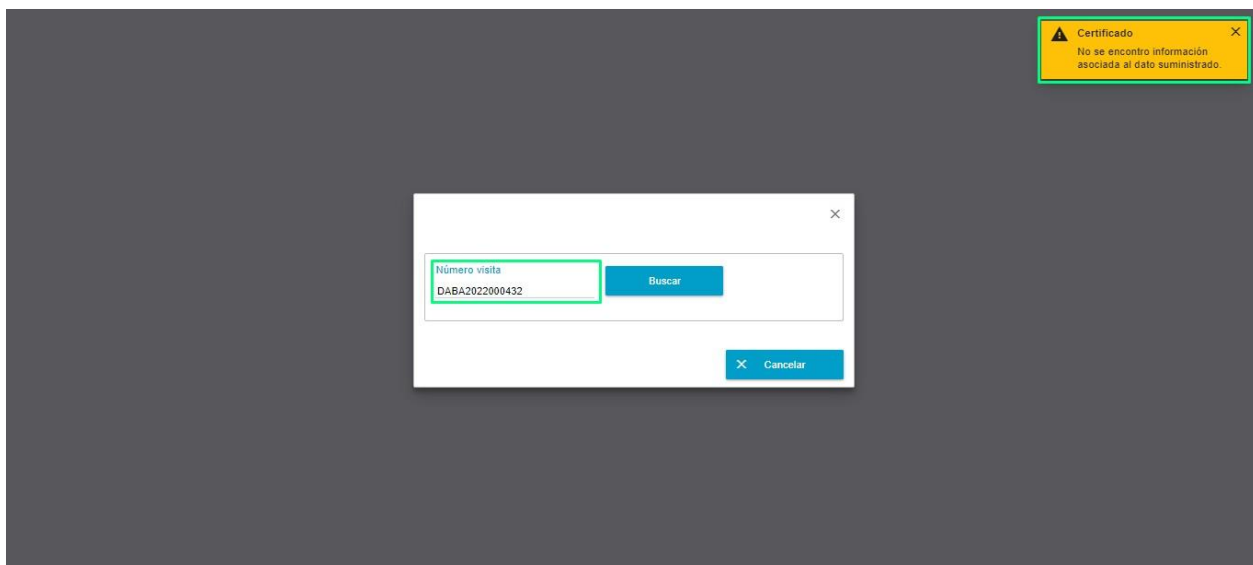 Certificado
No se encontro información
asociada al dato suministrado.
Número visita
DABA2022000432
Buscar
Cancelar